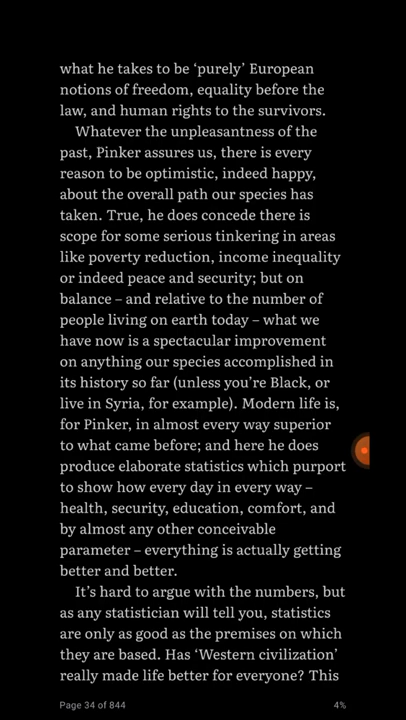 what he takes to be ‘purely’ European
notions of freedom, equality before the
law, and human rights to the survivors.
Whatever the unpleasantness of the
past, Pinker assures us, there is every
reason to be optimistic, indeed happy,
about the overall path our species has
taken. True, he does concede there is
scope for some serious tinkering in areas
like poverty reduction, income inequality
or indeed peace and security; but on
balance – and relative to the number of
people living on earth today – what we
have now is a spectacular improvement
on anything our species accomplished in
its history so far (unless you’re Black, or
live in Syria, for example). Modern life is,
for Pinker, in almost every way superior
to what came before; and here he does
produce elaborate statistics which purport
to show how every day in every way –
health, security, education, comfort, and
by almost any other conceivable
parameter – everything is actually getting
better and better.
It’s hard to argue with the numbers, but
as any statistician will tell you, statistics
are only as good as the premises on which
they are based. Has ‘Western civilization’
really made life better for everyone? This
Page 34 of 844
4%